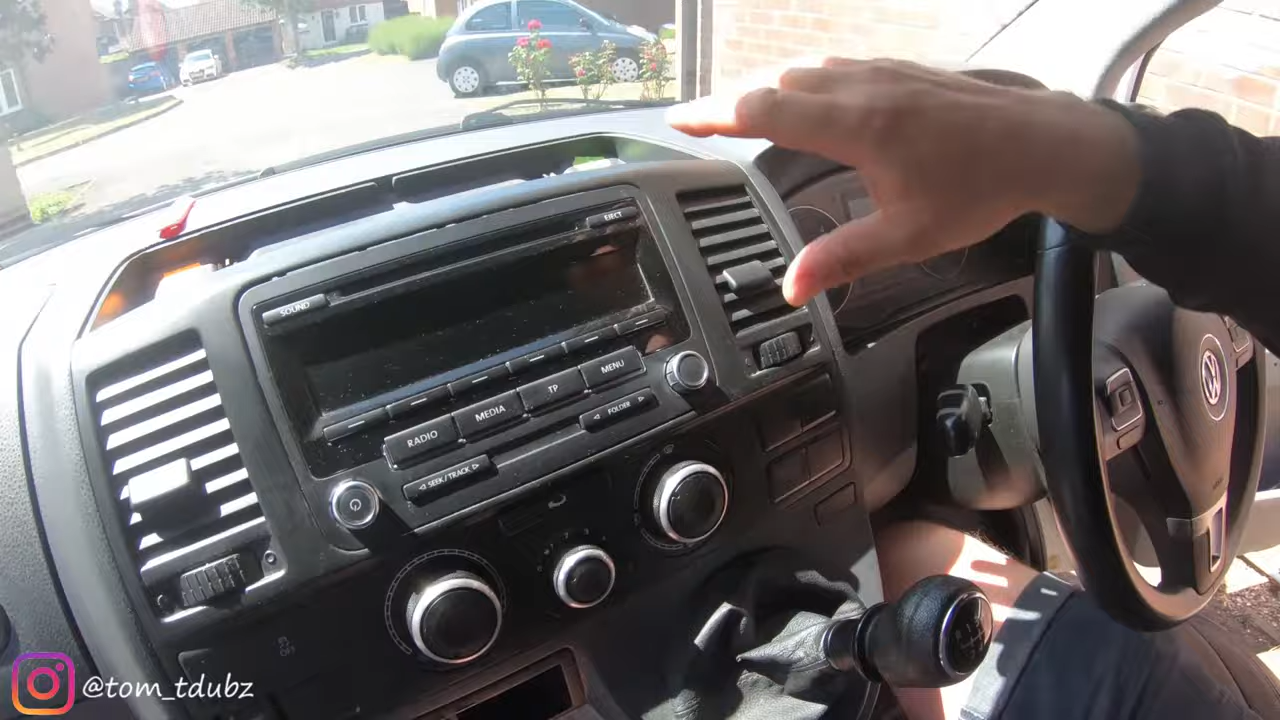 EJECT
SOUND
RADIO
MEDIA
TP
MENU
SEEK/TRACK
FOLDER
@tom_tdubz